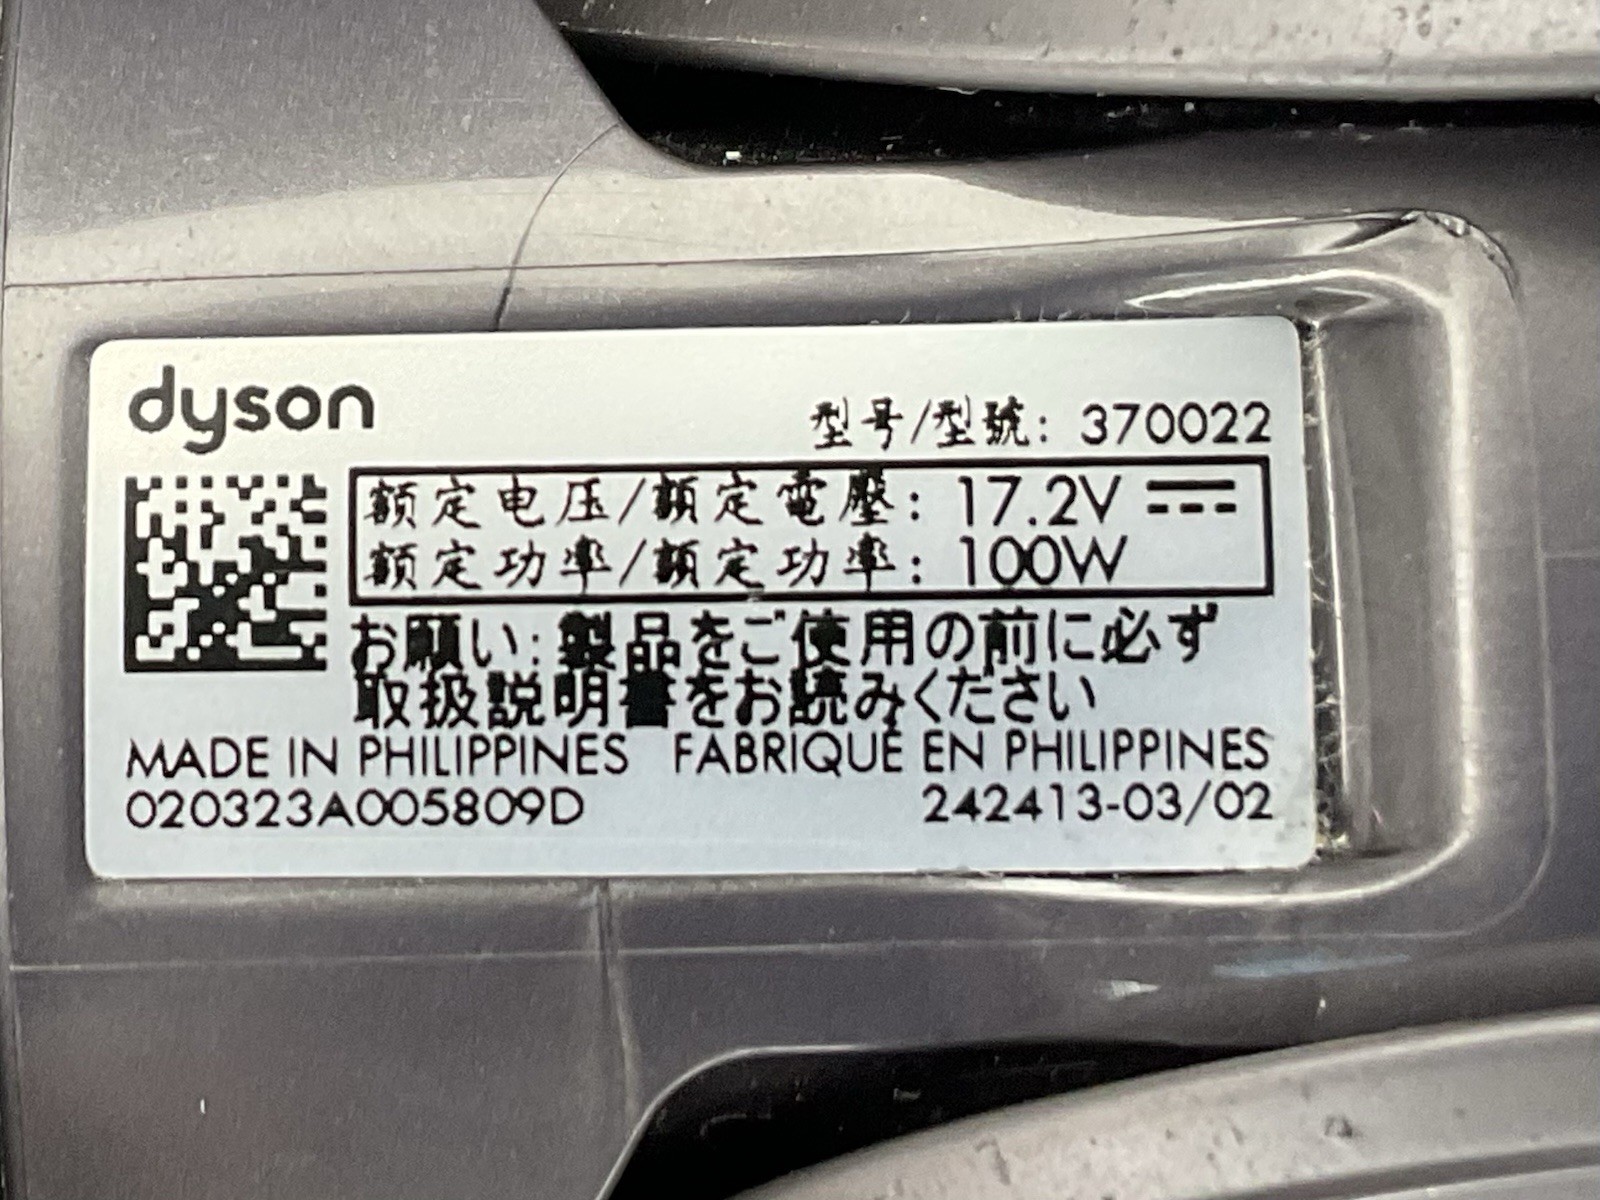 dyson
型号/型號: 370022
额定电压/額定電壓: 17.2V
额定功率/額定功率: 100W
お願い: 製品をご使用の前に必ず
取扱説明書をお読みください
MADE IN PHILIPPINES FABRIQUÉ EN PHILIPPINES
020323A005809D 242413-03/02